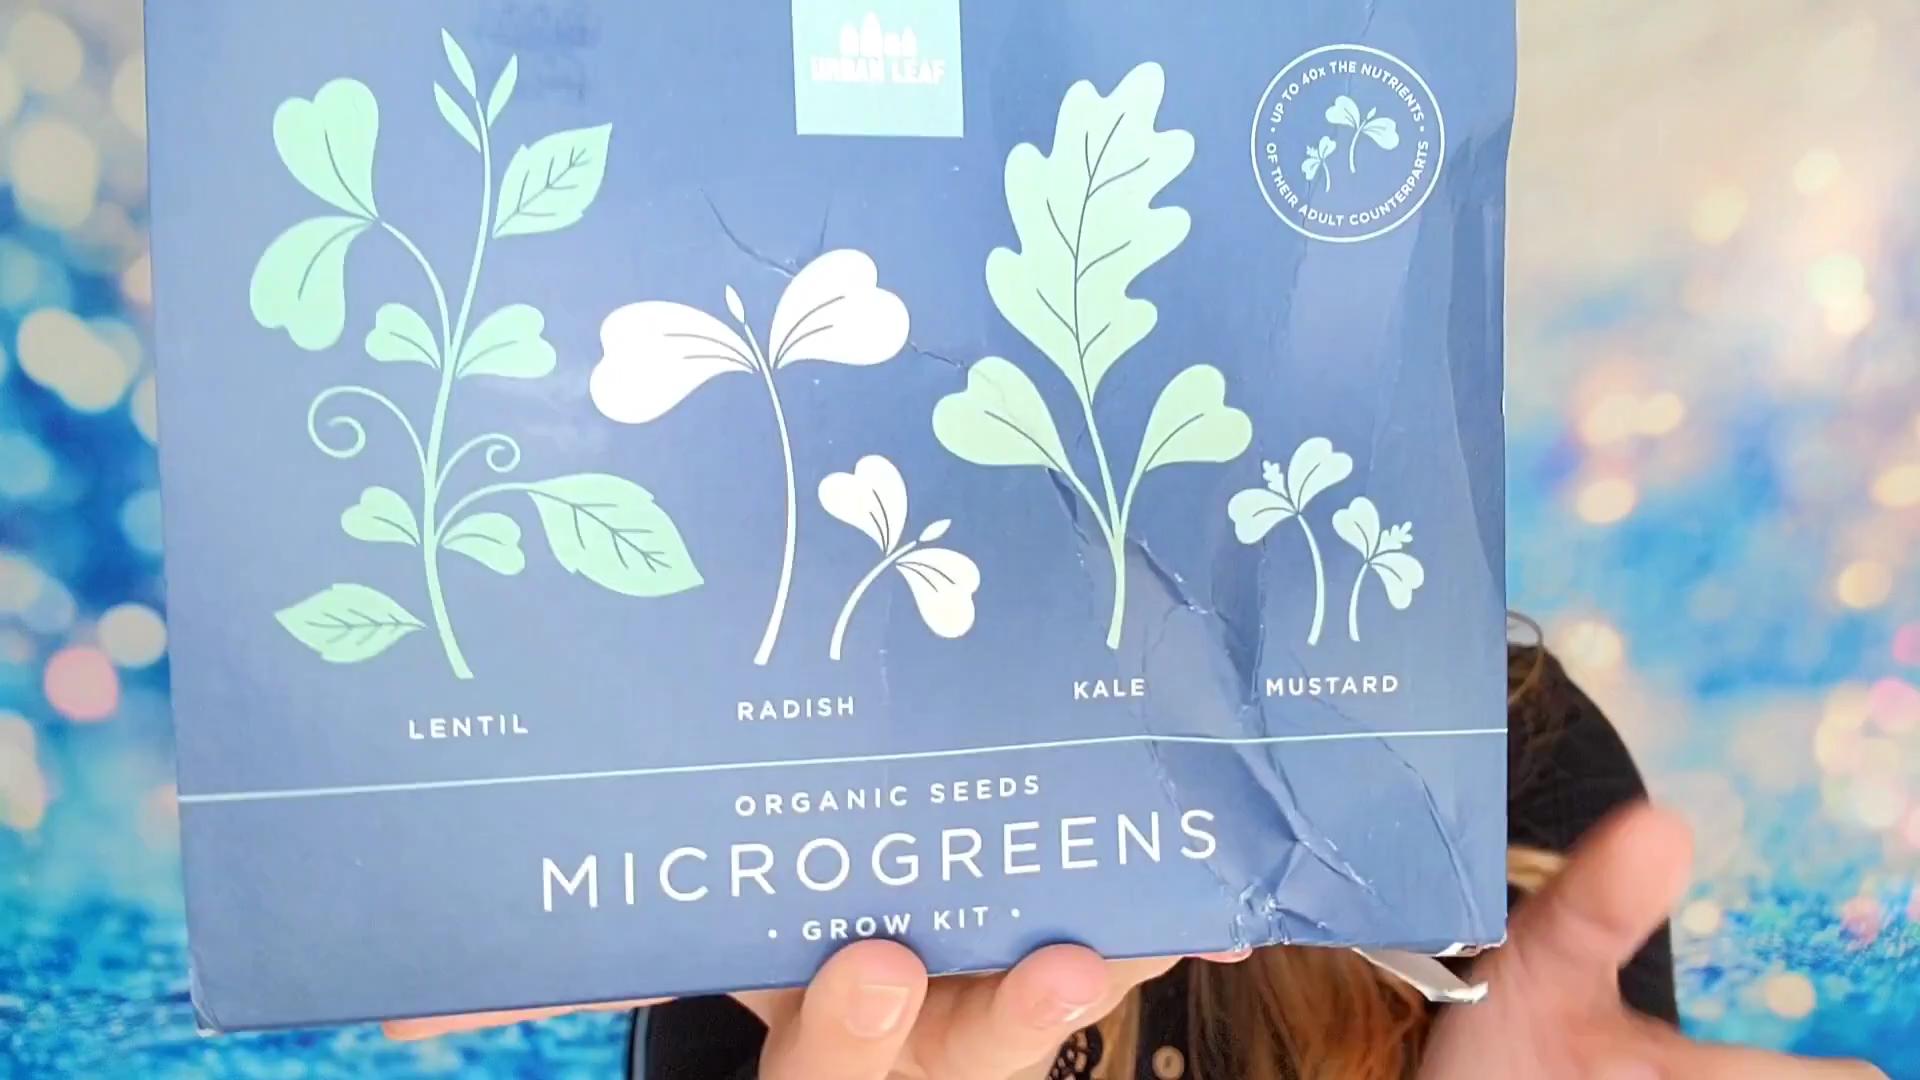 URBAN LEAF
• UP TO 40x THE NUTRIENTS •
OF THEIR ADULT COUNTERPARTS
LENTIL
RADISH
KALE
MUSTARD
ORGANIC SEEDS
MICROGREENS
• GROW KIT •